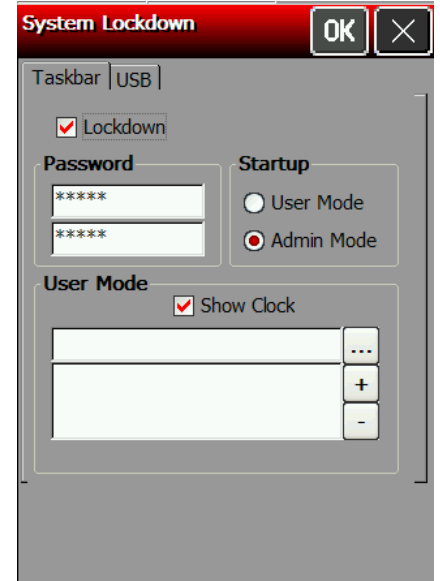 System Lockdown
OK
Taskbar
USB
Lockdown
Password
*****
*****
Startup
User Mode
Admin Mode
User Mode
Show Clock
...
+
-